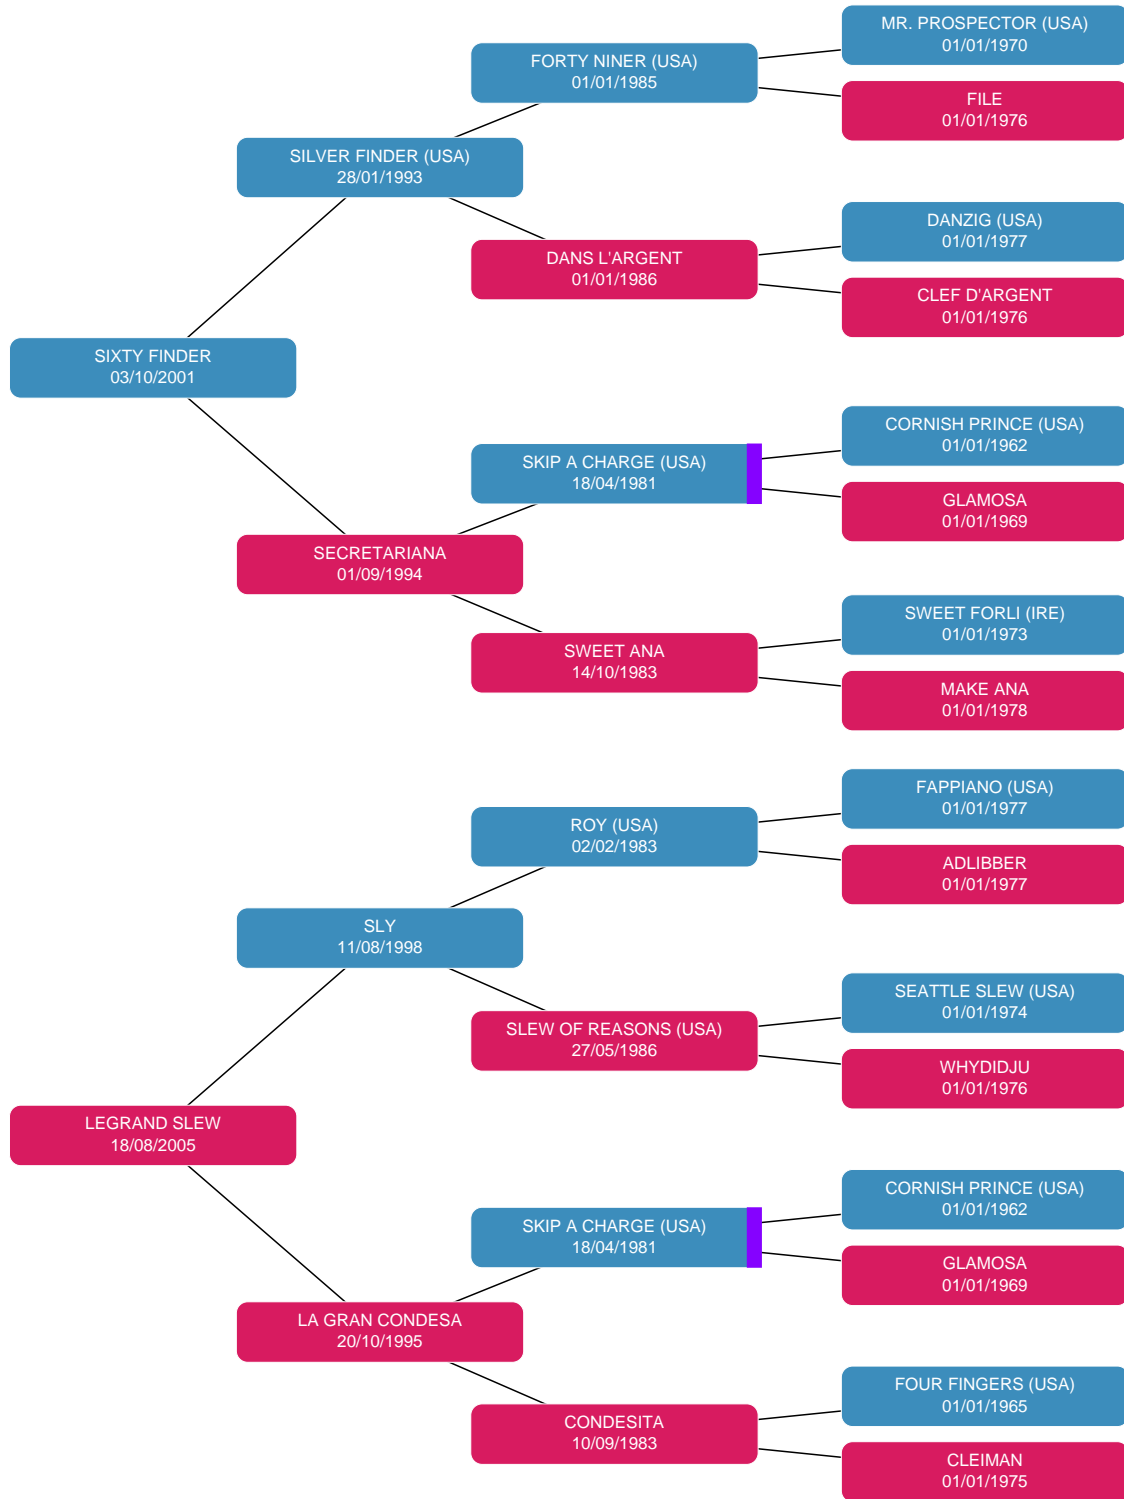 MR. PROSPECTOR (USA)
01/01/1970
FORTY NINER (USA)
01/01/1985
FILE
01/01/1976
SILVER FINDER (USA)
28/01/1993
DANZIG (USA)
01/01/1977
DANS L'ARGENT
01/01/1986
CLEF D'ARGENT
01/01/1976
SIXTY FINDER
03/10/2001
CORNISH PRINCE (USA)
01/01/1962
SKIP A CHARGE (USA)
18/04/1981
GLAMOSA
01/01/1969
SECRETARIANA
01/09/1994
SWEET FORLI (IRE)
01/01/1973
SWEET ANA
14/10/1983
MAKE ANA
01/01/1978
FAPPIANO (USA)
01/01/1977
ROY (USA)
02/02/1983
ADLIBBER
01/01/1977
SLY
11/08/1998
SEATTLE SLEW (USA)
01/01/1974
SLEW OF REASONS (USA)
27/05/1986
WHYDIDJU
01/01/1976
LEGRAND SLEW
18/08/2005
CORNISH PRINCE (USA)
01/01/1962
SKIP A CHARGE (USA)
18/04/1981
GLAMOSA
01/01/1969
LA GRAN CONDESA
20/10/1995
FOUR FINGERS (USA)
01/01/1965
CONDESITA
10/09/1983
CLEIMAN
01/01/1975